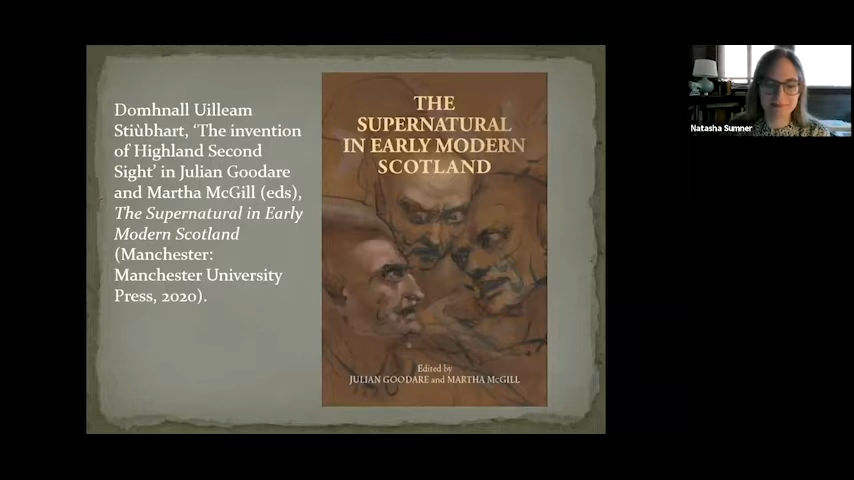 Domhnall Uilleam
Stiùbhart, ‘The invention
of Highland Second
Sight’ in Julian Goodare
and Martha McGill (eds),
The Supernatural in Early
Modern Scotland
(Manchester:
Manchester University
Press, 2020).
THE
SUPERNATURAL
IN EARLY MODERN
SCOTLAND
Edited by
JULIAN GOODARE and MARTHA McGILL
Natasha Sumner